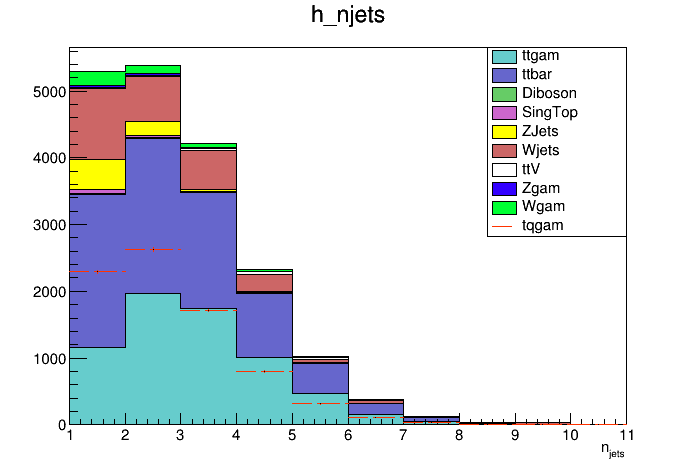 h_njets
5000
4000
3000
2000
1000
0
1 2 3 4 5 6 7 8 9 10 11
njets
ttgam
ttbar
Diboson
SingTop
ZJets
Wjets
ttV
Zgam
Wgam
tqgam